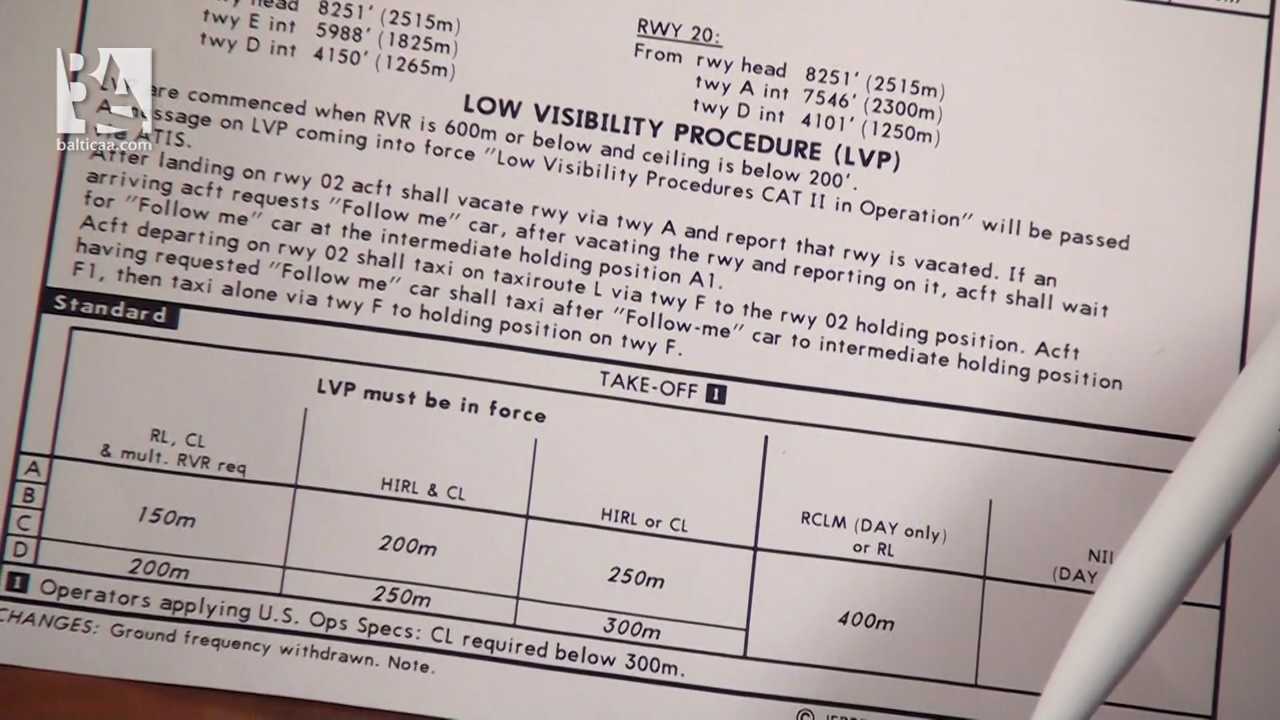 head 8251' (2515m)
twy E int 5988' (1825m)
twy D int 4150' (1265m)
RWY 20:
From rwy head 8251' (2515m)
twy A int 7546' (2300m)
twy D int 4101' (1250m)
BA
balticaa.com
LOW VISIBILITY PROCEDURE (LVP)
LVP are commenced when RVR is 600m or below and ceiling is below 200'.
A message on LVP coming into force "Low Visibility Procedures CAT II in Operation" will be passed
via ATIS.
After landing on rwy 02 acft shall vacate rwy via twy A and report that rwy is vacated. If an
arriving acft requests "Follow me" car, after vacating the rwy and reporting on it, acft shall wait
for "Follow me" car at the intermediate holding position A1.
Acft departing on rwy 02 shall taxi on taxiroute L via twy F to the rwy 02 holding position. Acft
having requested "Follow me" car shall taxi after "Follow-me" car to intermediate holding position
F1, then taxi alone via twy F to holding position on twy F.
Standard
TAKE-OFF 1
LVP must be in force
RL, CL
& mult. RVR req
HIRL & CL
HIRL or CL
RCLM (DAY only)
or RL
NIL
(DAY
A
B
C
D
150m
200m
250m
400m
200m
250m
300m
1 Operators applying U.S. Ops Specs: CL required below 300m.
CHANGES: Ground frequency withdrawn. Note.
©